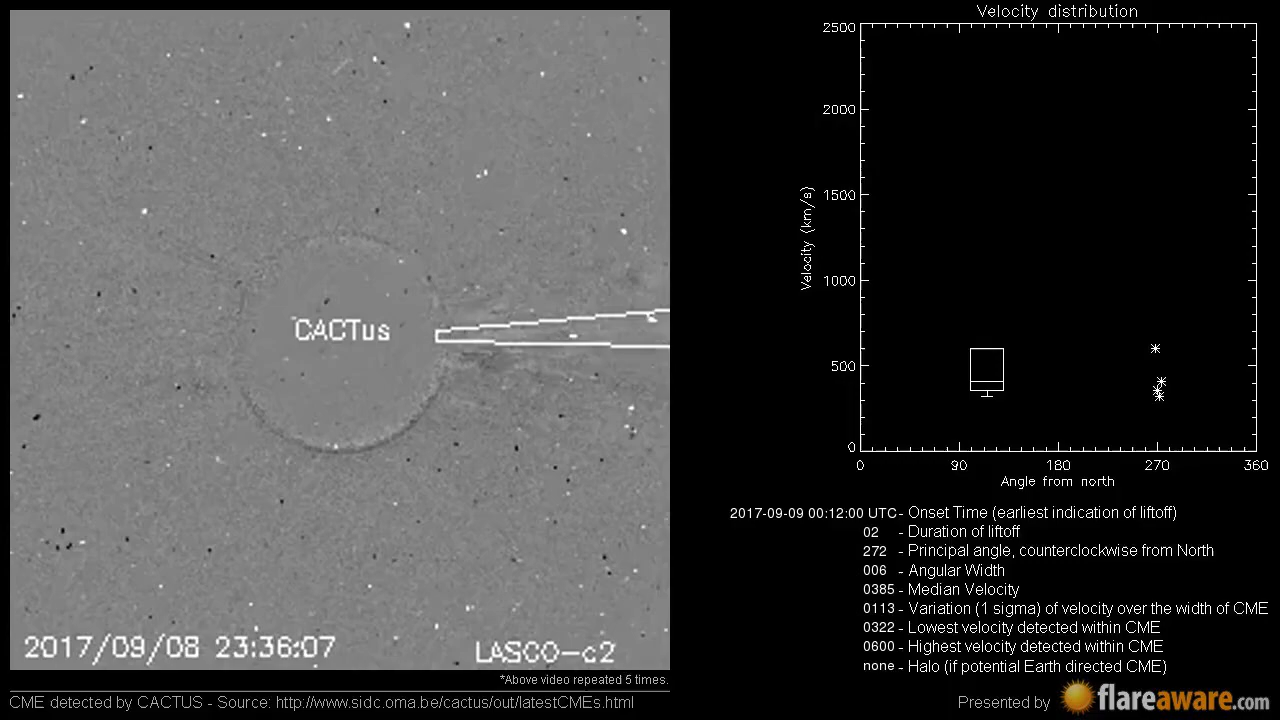 Velocity distribution
2500
2000
1500
1000
500
0
Velocity (km/s)
0 90 180 270 360
Angle from north
CACTus
2017/09/08 23:36:07 LASCO-c2
*Above video repeated 5 times.
CME detected by CACTUS - Source: http://www.sidc.oma.be/cactus/out/latestCMEs.html
2017-09-09 00:12:00 UTC - Onset Time (earliest indication of liftoff)
02 - Duration of liftoff
272 - Principal angle, counterclockwise from North
006 - Angular Width
0385 - Median Velocity
0113 - Variation (1 sigma) of velocity over the width of CME
0322 - Lowest velocity detected within CME
0600 - Highest velocity detected within CME
none - Halo (if potential Earth directed CME)
Presented by flareaware.com